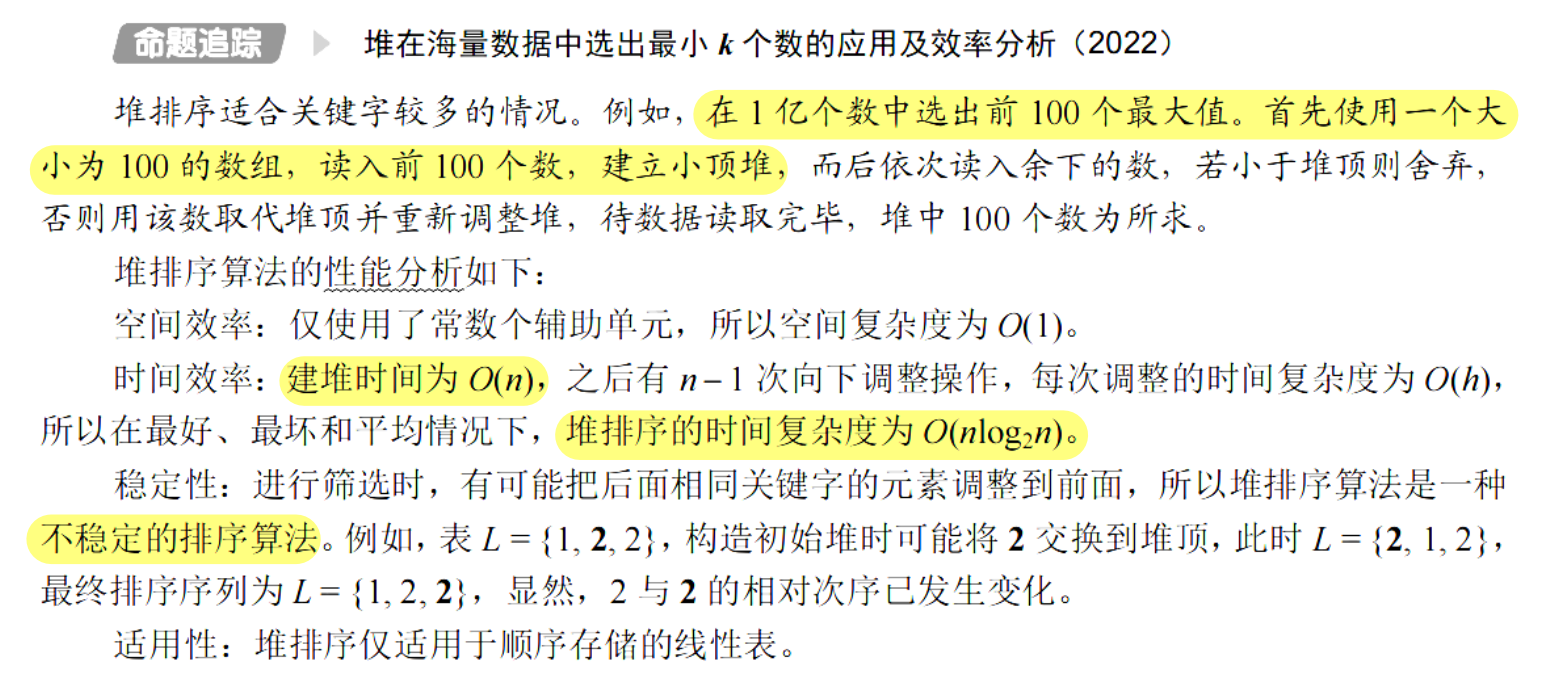 命题追踪 ▶ 堆在海量数据中选出最小 k 个数的应用及效率分析（2022）
堆排序适合关键字较多的情况。例如，在 1 亿个数中选出前 100 个最大值。首先使用一个大
小为 100 的数组，读入前 100 个数，建立小顶堆，而后依次读入余下的数，若小于堆顶则舍弃，
否则用该数取代堆顶并重新调整堆，待数据读取完毕，堆中 100 个数为所求。
堆排序算法的性能分析如下：
空间效率：仅使用了常数个辅助单元，所以空间复杂度为 O(1)。
时间效率：建堆时间为 O(n)，之后有 n − 1 次向下调整操作，每次调整的时间复杂度为 O(h)，
所以在最好、最坏和平均情况下，堆排序的时间复杂度为 O(nlog₂n)。
稳定性：进行筛选时，有可能把后面相同关键字的元素调整到前面，所以堆排序算法是一种
不稳定的排序算法。例如，表 L = {1, 2, 2}，构造初始堆时可能将 2 交换到堆顶，此时 L = {2, 1, 2}，
最终排序序列为 L = {1, 2, 2}，显然，2 与 2 的相对次序已发生变化。
适用性：堆排序仅适用于顺序存储的线性表。